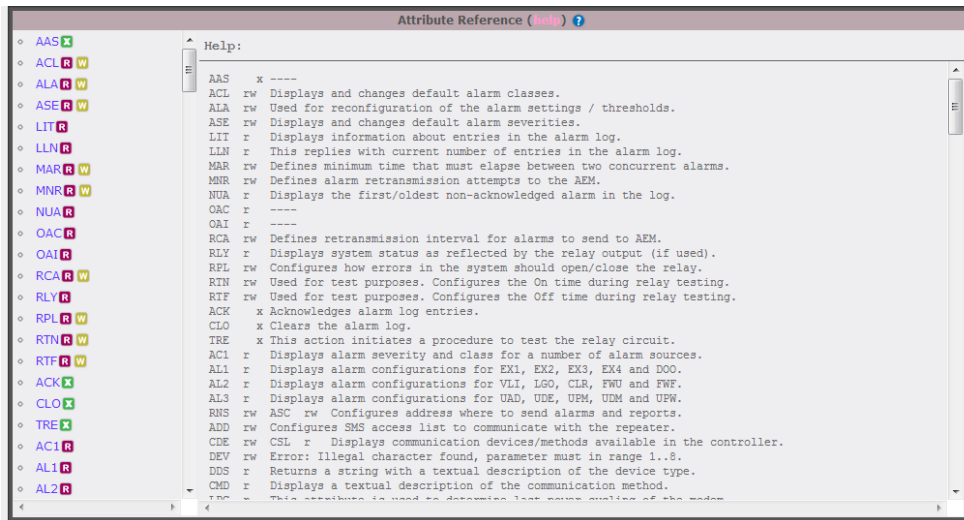 Attribute Reference (help) ?
AAS X
ACL R W
ALA R W
ASE R W
LIT R
LLN R
MAR R W
MNR R W
NUA R
OAC R
OAI R
RCA R W
RLY R
RPL R W
RTN R W
RTF R W
ACK X
CLO X
TRE X
AC1 R
AL1 R
AL2 R
Help:
AAS x ----
ACL rw Displays and changes default alarm classes.
ALA rw Used for reconfiguration of the alarm settings / thresholds.
ASE rw Displays and changes default alarm severities.
LIT r Displays information about entries in the alarm log.
LLN r This replies with current number of entries in the alarm log.
MAR rw Defines minimum time that must elapse between two concurrent alarms.
MNR rw Defines alarm retransmission attempts to the AEM.
NUA r Displays the first/oldest non-acknowledged alarm in the log.
OAC r ----
OAI r ----
RCA rw Defines retransmission interval for alarms to send to AEM.
RLY r Displays system status as reflected by the relay output (if used).
RPL rw Configures how errors in the system should open/close the relay.
RTN rw Used for test purposes. Configures the On time during relay testing.
RTF rw Used for test purposes. Configures the Off time during relay testing.
ACK x Acknowledges alarm log entries.
CLO x Clears the alarm log.
TRE x This action initiates a procedure to test the relay circuit.
AC1 r Displays alarm severity and class for a number of alarm sources.
AL1 r Displays alarm configurations for EX1, EX2, EX3, EX4 and DOO.
AL2 r Displays alarm configurations for VLI, LGO, CLR, FWU and FWF.
AL3 r Displays alarm configurations for UAD, UDE, UPM, UDM and UPW.
RNS rw ASC rw Configures address where to send alarms and reports.
ADD rw Configures SMS access list to communicate with the repeater.
CDE rw CSL r Displays communication devices/methods available in the controller.
DEV rw Error: Illegal character found, parameter must in range 1..8.
DDS r Returns a string with a textual description of the device type.
CMD r Displays a textual description of the communication method.
This attribute is used to determine last power cycling of the modem